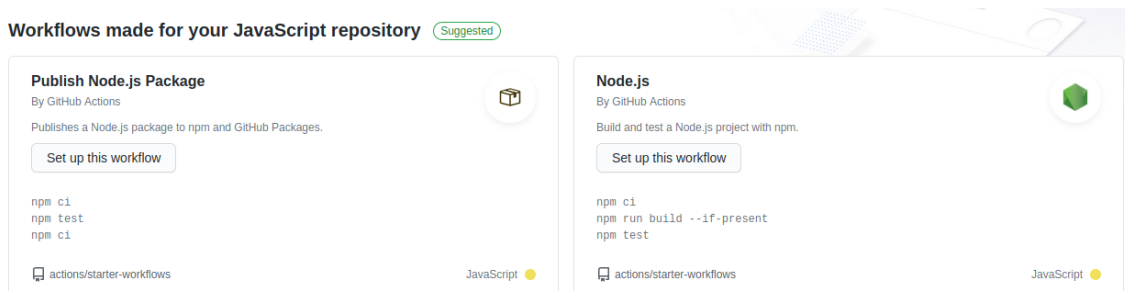 Workflows made for your JavaScript repository Suggested
Publish Node.js Package
By GitHub Actions
Publishes a Node.js package to npm and GitHub Packages.
Set up this workflow
npm ci
npm test
npm ci
actions/starter-workflows JavaScript
Node.js
By GitHub Actions
Build and test a Node.js project with npm.
Set up this workflow
npm ci
npm run build --if-present
npm test
actions/starter-workflows JavaScript